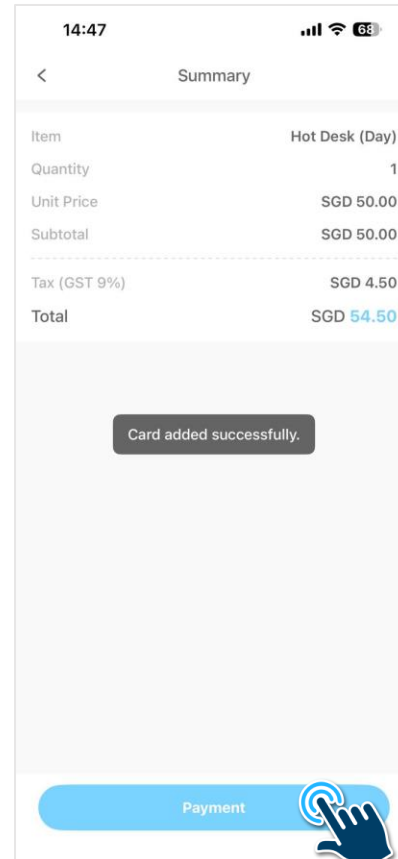 14:47 68
Summary
Item Hot Desk (Day)
Quantity 1
Unit Price SGD 50.00
Subtotal SGD 50.00
Tax (GST 9%) SGD 4.50
Total SGD 54.50
Card added successfully.
Payment